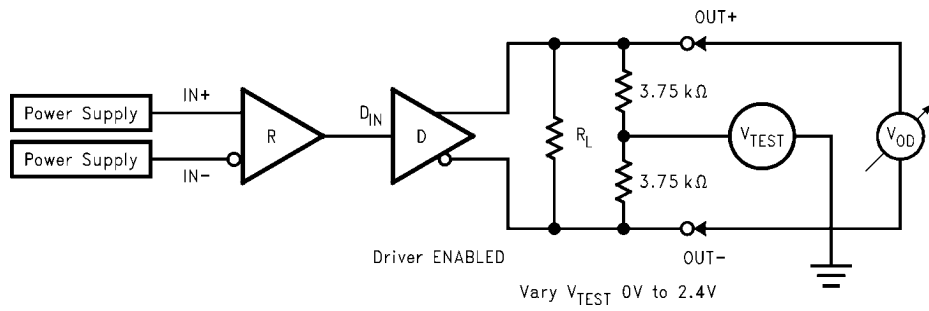 OUT+
Power Supply
IN+
R
D_IN
D
R_L
3.75 kΩ
V_TEST
V_OD
Power Supply
IN-
3.75 kΩ
Driver ENABLED
OUT-
Vary V_TEST 0V to 2.4V